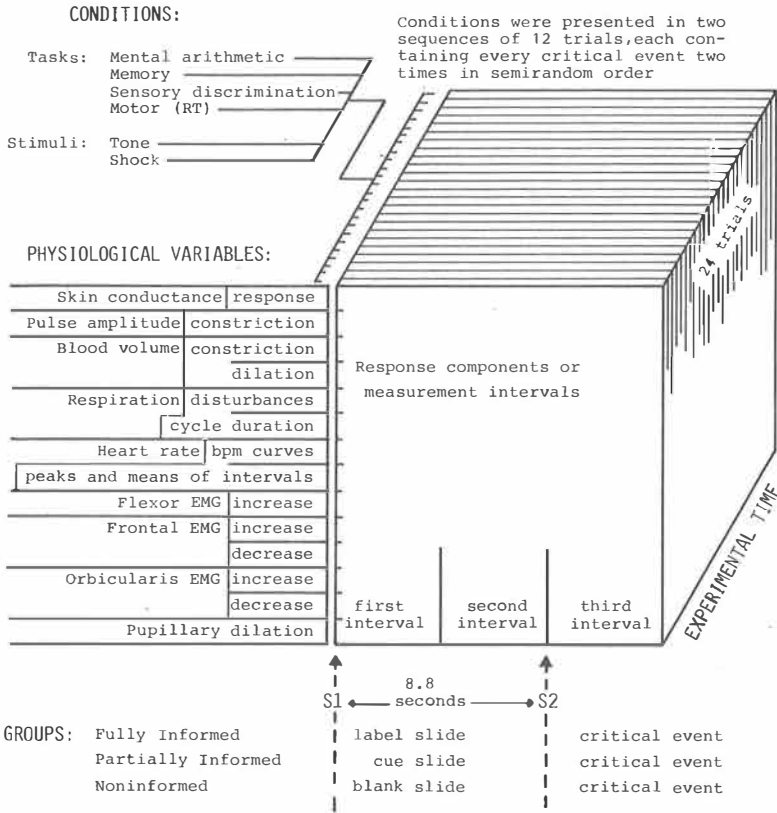 CONDITIONS:
Conditions were presented in two
sequences of 12 trials,each con-
taining every critical event two
times in semirandom order
Tasks: Mental arithmetic
Memory
Sensory discrimination
Motor (RT)
Stimuli: Tone
Shock
24 trials
PHYSIOLOGICAL VARIABLES:
Skin conductance response
Pulse amplitude constriction
Blood volume constriction
dilation
Respiration disturbances
cycle duration
Heart rate bpm curves
peaks and means of intervals
Flexor EMG increase
Frontal EMG increase
decrease
Orbicularis EMG increase
decrease
Pupillary dilation
Response components or
measurement intervals
first interval
second interval
third interval
EXPERIMENTAL TIME
S1 8.8 seconds S2
GROUPS: Fully Informed label slide critical event
Partially Informed cue slide critical event
Noninformed blank slide critical event